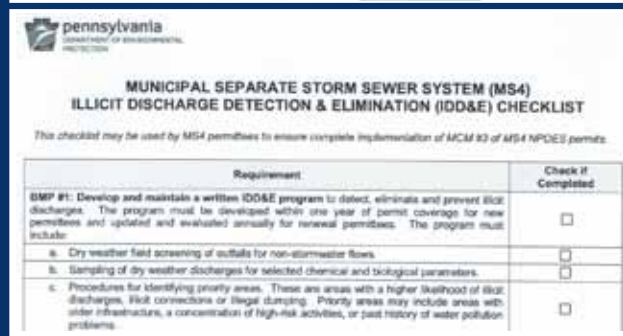 pennsylvania
DEPARTMENT OF ENVIRONMENTAL
PROTECTION
MUNICIPAL SEPARATE STORM SEWER SYSTEM (MS4)
ILLICIT DISCHARGE DETECTION & ELIMINATION (IDD&E) CHECKLIST
This checklist may be used by MS4 permittees to ensure complete implementation of MCM #3 of MS4 NPDES permits.
Requirement
Check if
Completed
BMP #1: Develop and maintain a written IDD&E program to detect, eliminate and prevent illicit
discharges. The program must be developed within one year of permit coverage for new
permittees and updated and evaluated annually for renewal permittees. The program must
include:
a. Dry weather field screening of outfalls for non-stormwater flows.
b. Sampling of dry weather discharges for selected chemical and biological parameters.
c. Procedures for identifying priority areas. These are areas with a higher likelihood of illicit
discharges, illicit connections or illegal dumping. Priority areas may include areas with
older infrastructure, a concentration of high-risk activities, or past history of water pollution
problems.